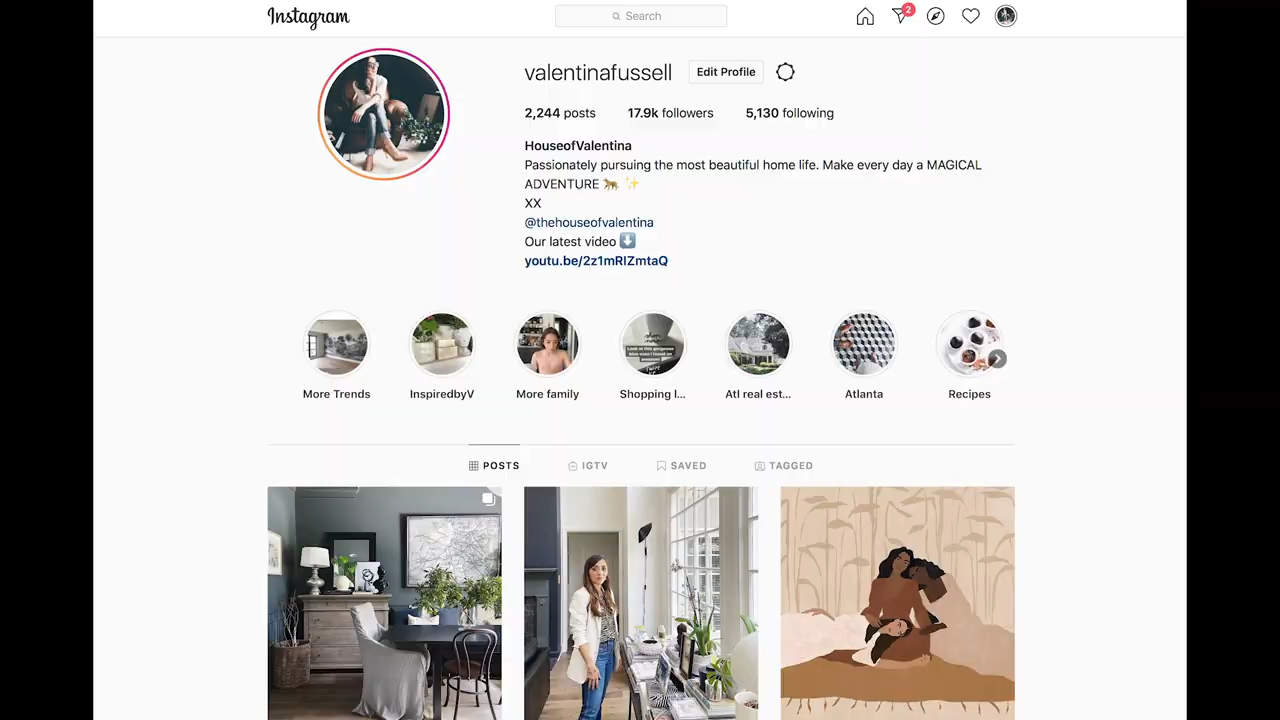 Instagram
Search
2
valentinafussell Edit Profile
2,244 posts 17.9k followers 5,130 following
HouseofValentina
Passionately pursuing the most beautiful home life. Make every day a MAGICAL
ADVENTURE 🐆 ✨
XX
@thehouseofvalentina
Our latest video ⬇️
youtu.be/2z1mRlZmtaQ
More Trends InspiredbyV More family Shopping I... Atl real est... Atlanta Recipes
POSTS IGTV SAVED TAGGED